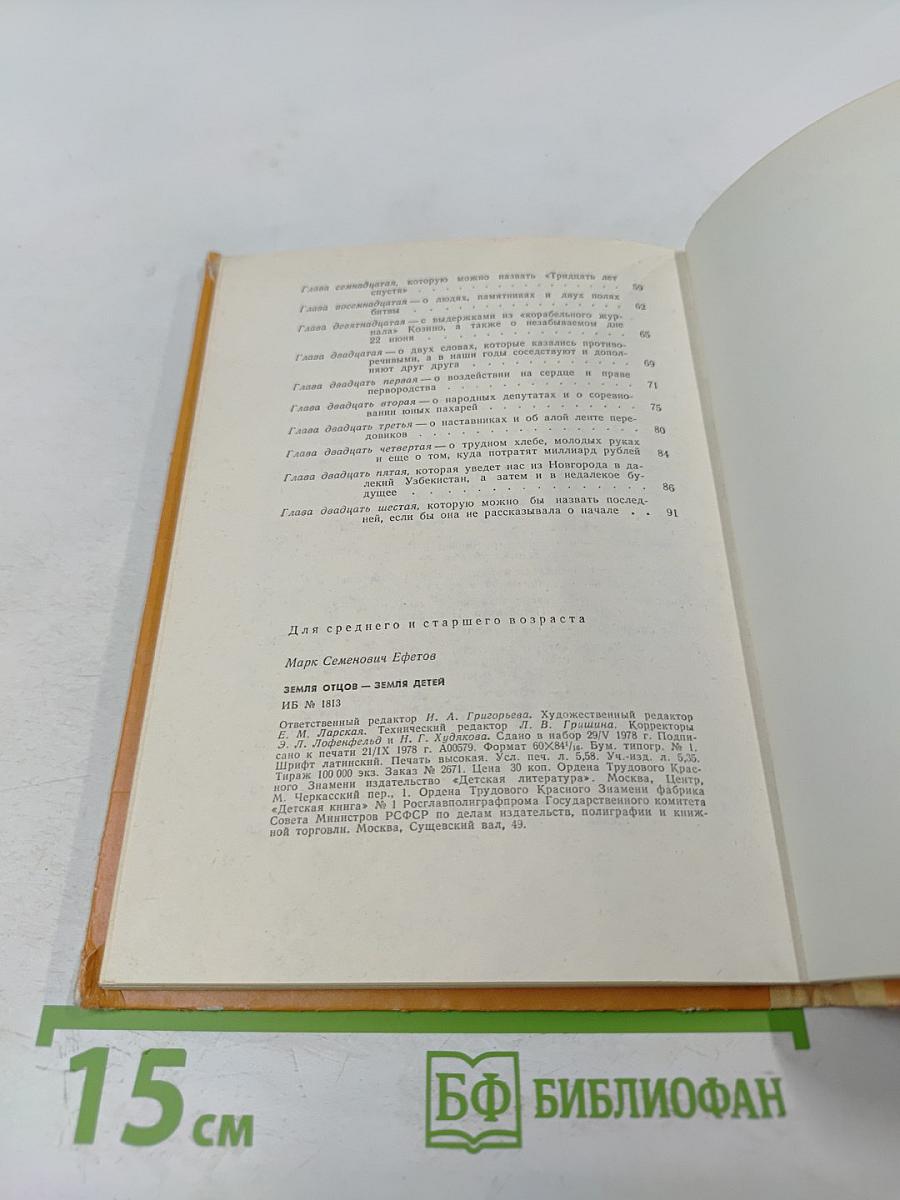 Глава семнадцатая, которую можно назвать «Тридцать лет
спустя» . . . . . . . . . . . . . . . 59
Глава восемнадцатая — о людях, памятниках и двух полях
битвы . . . . . . . . . . . . . . . . 62
Глава девятнадцатая — с выдержками из «корабельного жур-
нала» Козино, а также о незабываемом дне
22 июня . . . . . . . . . . . . . . . 65
Глава двадцатая — о двух словах, которые казались противо-
речивыми, а в наши годы соседствуют и допол-
няют друг друга . . . . . . . . . . . . 69
Глава двадцать первая — о воздействии на сердце и праве
первородства . . . . . . . . . . . . . 71
Глава двадцать вторая — о народных депутатах и о соревно-
вании юных пахарей . . . . . . . . . . . 75
Глава двадцать третья — о наставниках и об алой ленте пере-
довиков . . . . . . . . . . . . . . . 80
Глава двадцать четвертая — о трудном хлебе, молодых руках
и еще о том, куда потратят миллиард рублей 84
Глава двадцать пятая, которая уведет нас из Новгорода в да-
лекий Узбекистан, а затем и в недалекое бу-
дущее . . . . . . . . . . . . . . . . 86
Глава двадцать шестая, которую можно бы назвать послед-
ней, если бы она не рассказывала о начале . . 91
Для среднего и старшего возраста
Марк Семенович Ефетов
ЗЕМЛЯ ОТЦОВ — ЗЕМЛЯ ДЕТЕЙ
ИБ № 1813
Ответственный редактор И. А. Григорьева. Художественный редактор
Е. М. Ларская. Технический редактор Л. В. Гришина. Корректоры
Э. Л. Лофенфельд и Н. Г. Худякова. Сдано в набор 29/V 1978 г. Подпи-
сано к печати 21/IX 1978 г. А00579. Формат 60×84¹/₁₆. Бум. типогр. № 1.
Шрифт латинский. Печать высокая. Усл. печ. л. 5,58. Уч.-изд. л. 5,35.
Тираж 100 000 экз. Заказ № 2671. Цена 30 коп. Ордена Трудового Крас-
ного Знамени издательство «Детская литература». Москва, Центр,
М. Черкасский пер., 1. Ордена Трудового Красного Знамени фабрика
«Детская книга» № 1 Росглавполиграфпрома Государственного комитета
Совета Министров РСФСР по делам издательств, полиграфии и книж-
ной торговли. Москва, Сущевский вал, 49.
15 см
БФ БИБЛИОФАН